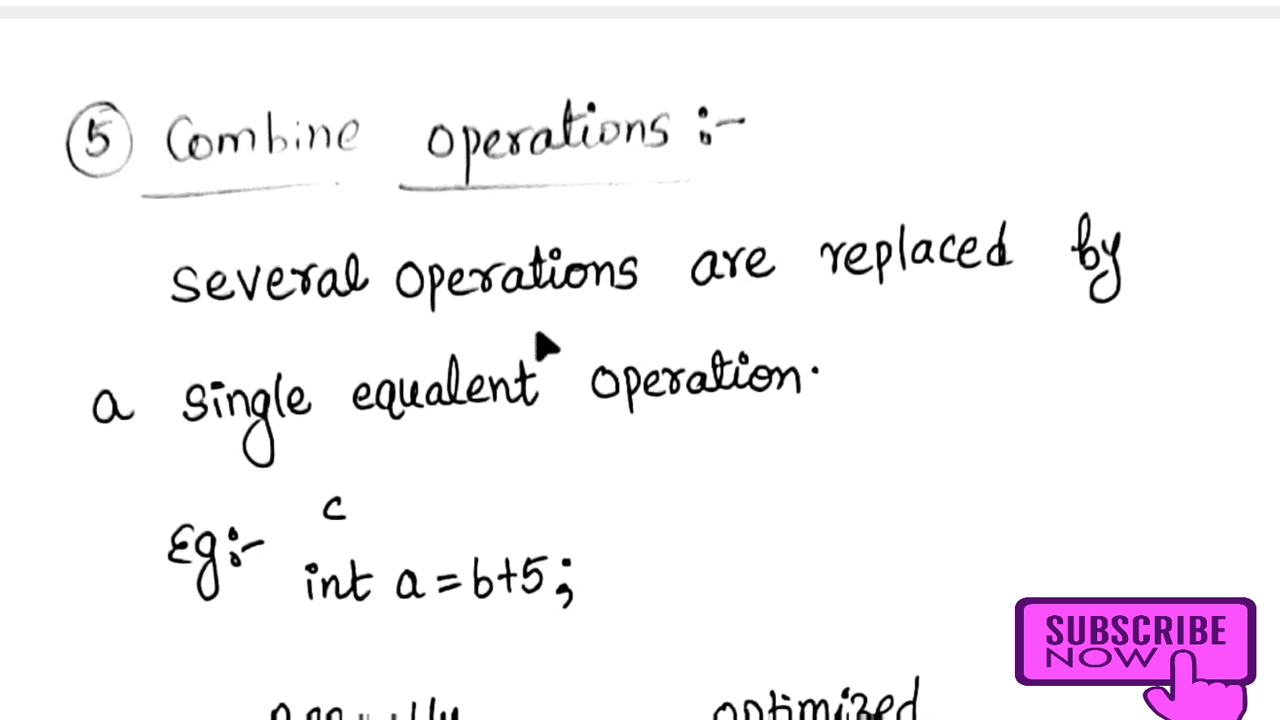 5 Combine operations :-
several operations are replaced by
a single equalent operation.
Eg:- c
int a = b+5;
optimized
SUBSCRIBE
NOW